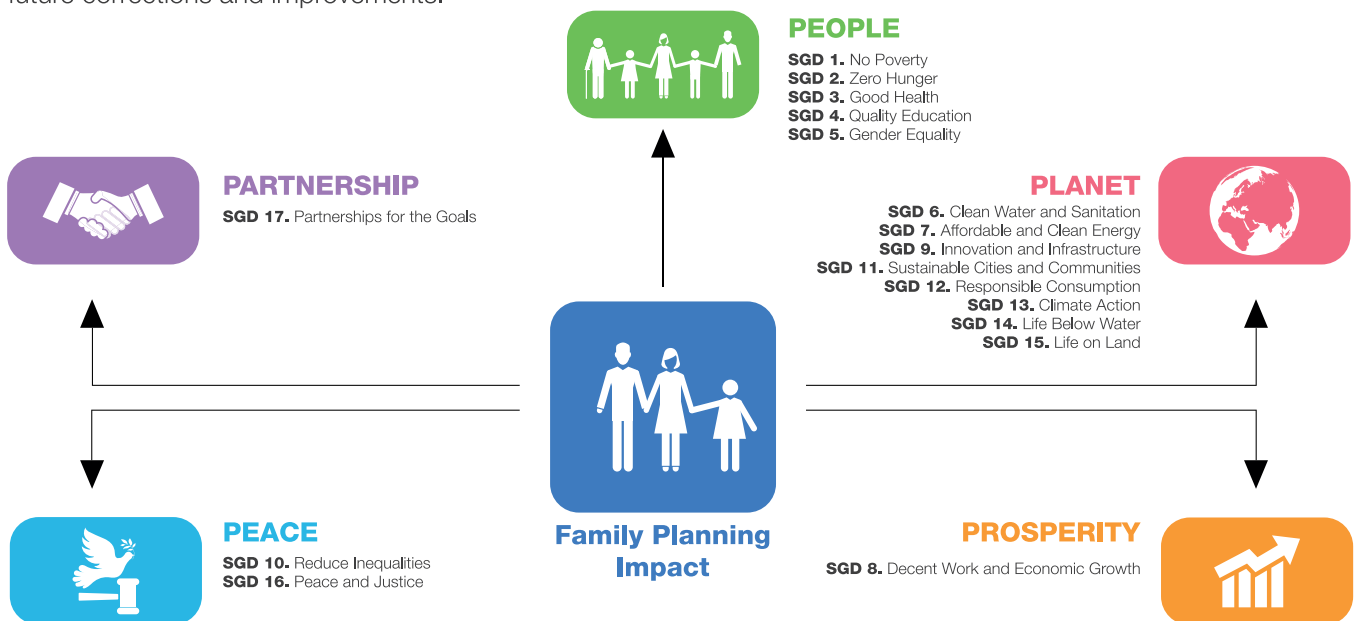 future corrections and improvements.
PEOPLE
SGD 1. No Poverty
SGD 2. Zero Hunger
SGD 3. Good Health
SGD 4. Quality Education
SGD 5. Gender Equality
PARTNERSHIP
SGD 17. Partnerships for the Goals
PLANET
SGD 6. Clean Water and Sanitation
SGD 7. Affordable and Clean Energy
SGD 9. Innovation and Infrastructure
SGD 11. Sustainable Cities and Communities
SGD 12. Responsible Consumption
SGD 13. Climate Action
SGD 14. Life Below Water
SGD 15. Life on Land
Family Planning
Impact
PEACE
SGD 10. Reduce Inequalities
SGD 16. Peace and Justice
PROSPERITY
SGD 8. Decent Work and Economic Growth